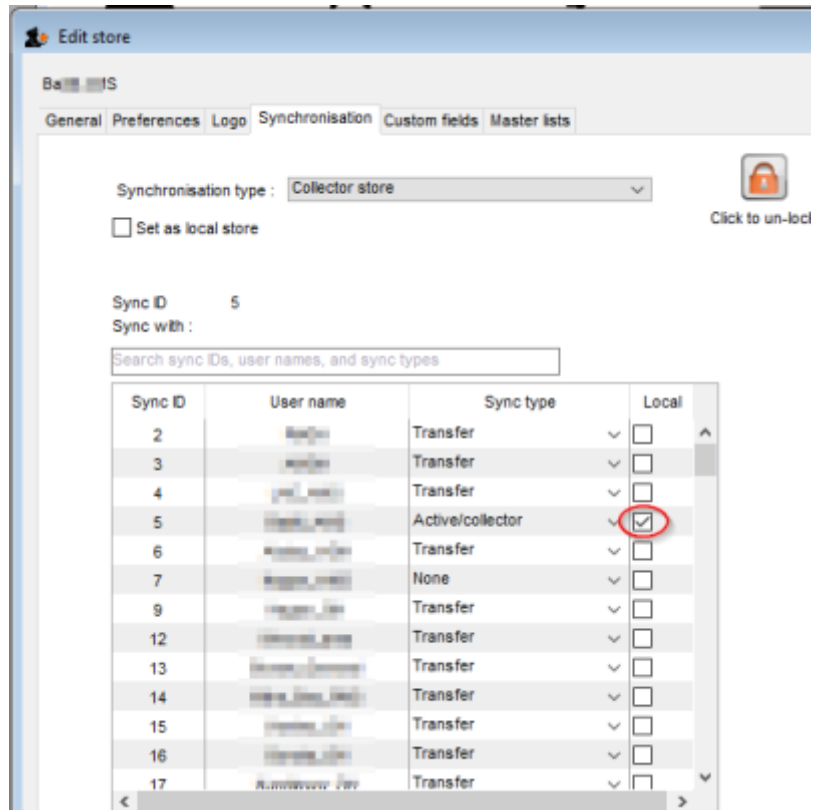 Edit store
General Preferences Logo Synchronisation Custom fields Master lists
Synchronisation type : Collector store
Click to un-lock
Set as local store
Sync ID 5
Sync with :
Search sync IDs, user names, and sync types
Sync ID User name Sync type Local
2 Transfer
3 Transfer
4 Transfer
5 Active/collector
6 Transfer
7 None
9 Transfer
12 Transfer
13 Transfer
14 Transfer
15 Transfer
16 Transfer
17 Transfer